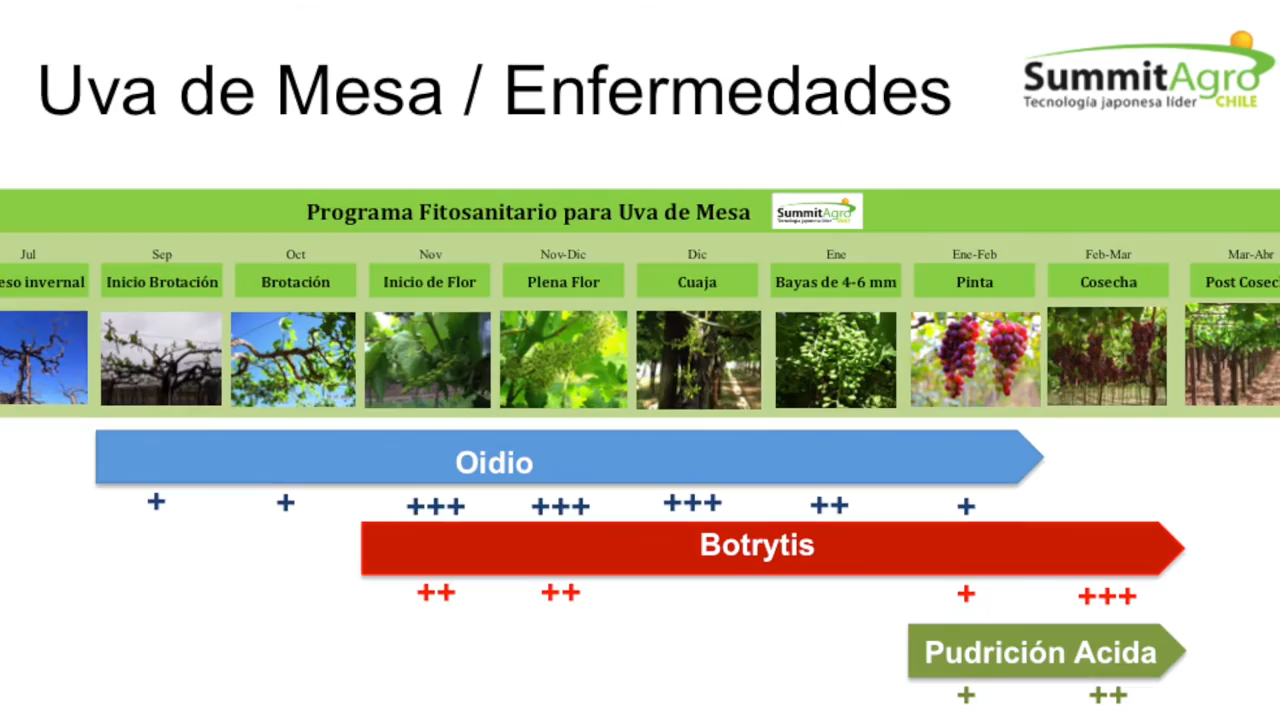 Uva de Mesa / Enfermedades
SummitAgro
Tecnología japonesa líder CHILE
Programa Fitosanitario para Uva de Mesa
SummitAgro
Jul Sep Oct Nov Nov-Dic Dic Ene Ene-Feb Feb-Mar Mar-Abr
eso invernal Inicio Brotación Brotación Inicio de Flor Plena Flor Cuaja Bayas de 4-6 mm Pinta Cosecha Post Cosec
Oidio
+ + +++ +++ +++ ++ +
Botrytis
++ ++ + +++
Pudrición Acida
+ ++